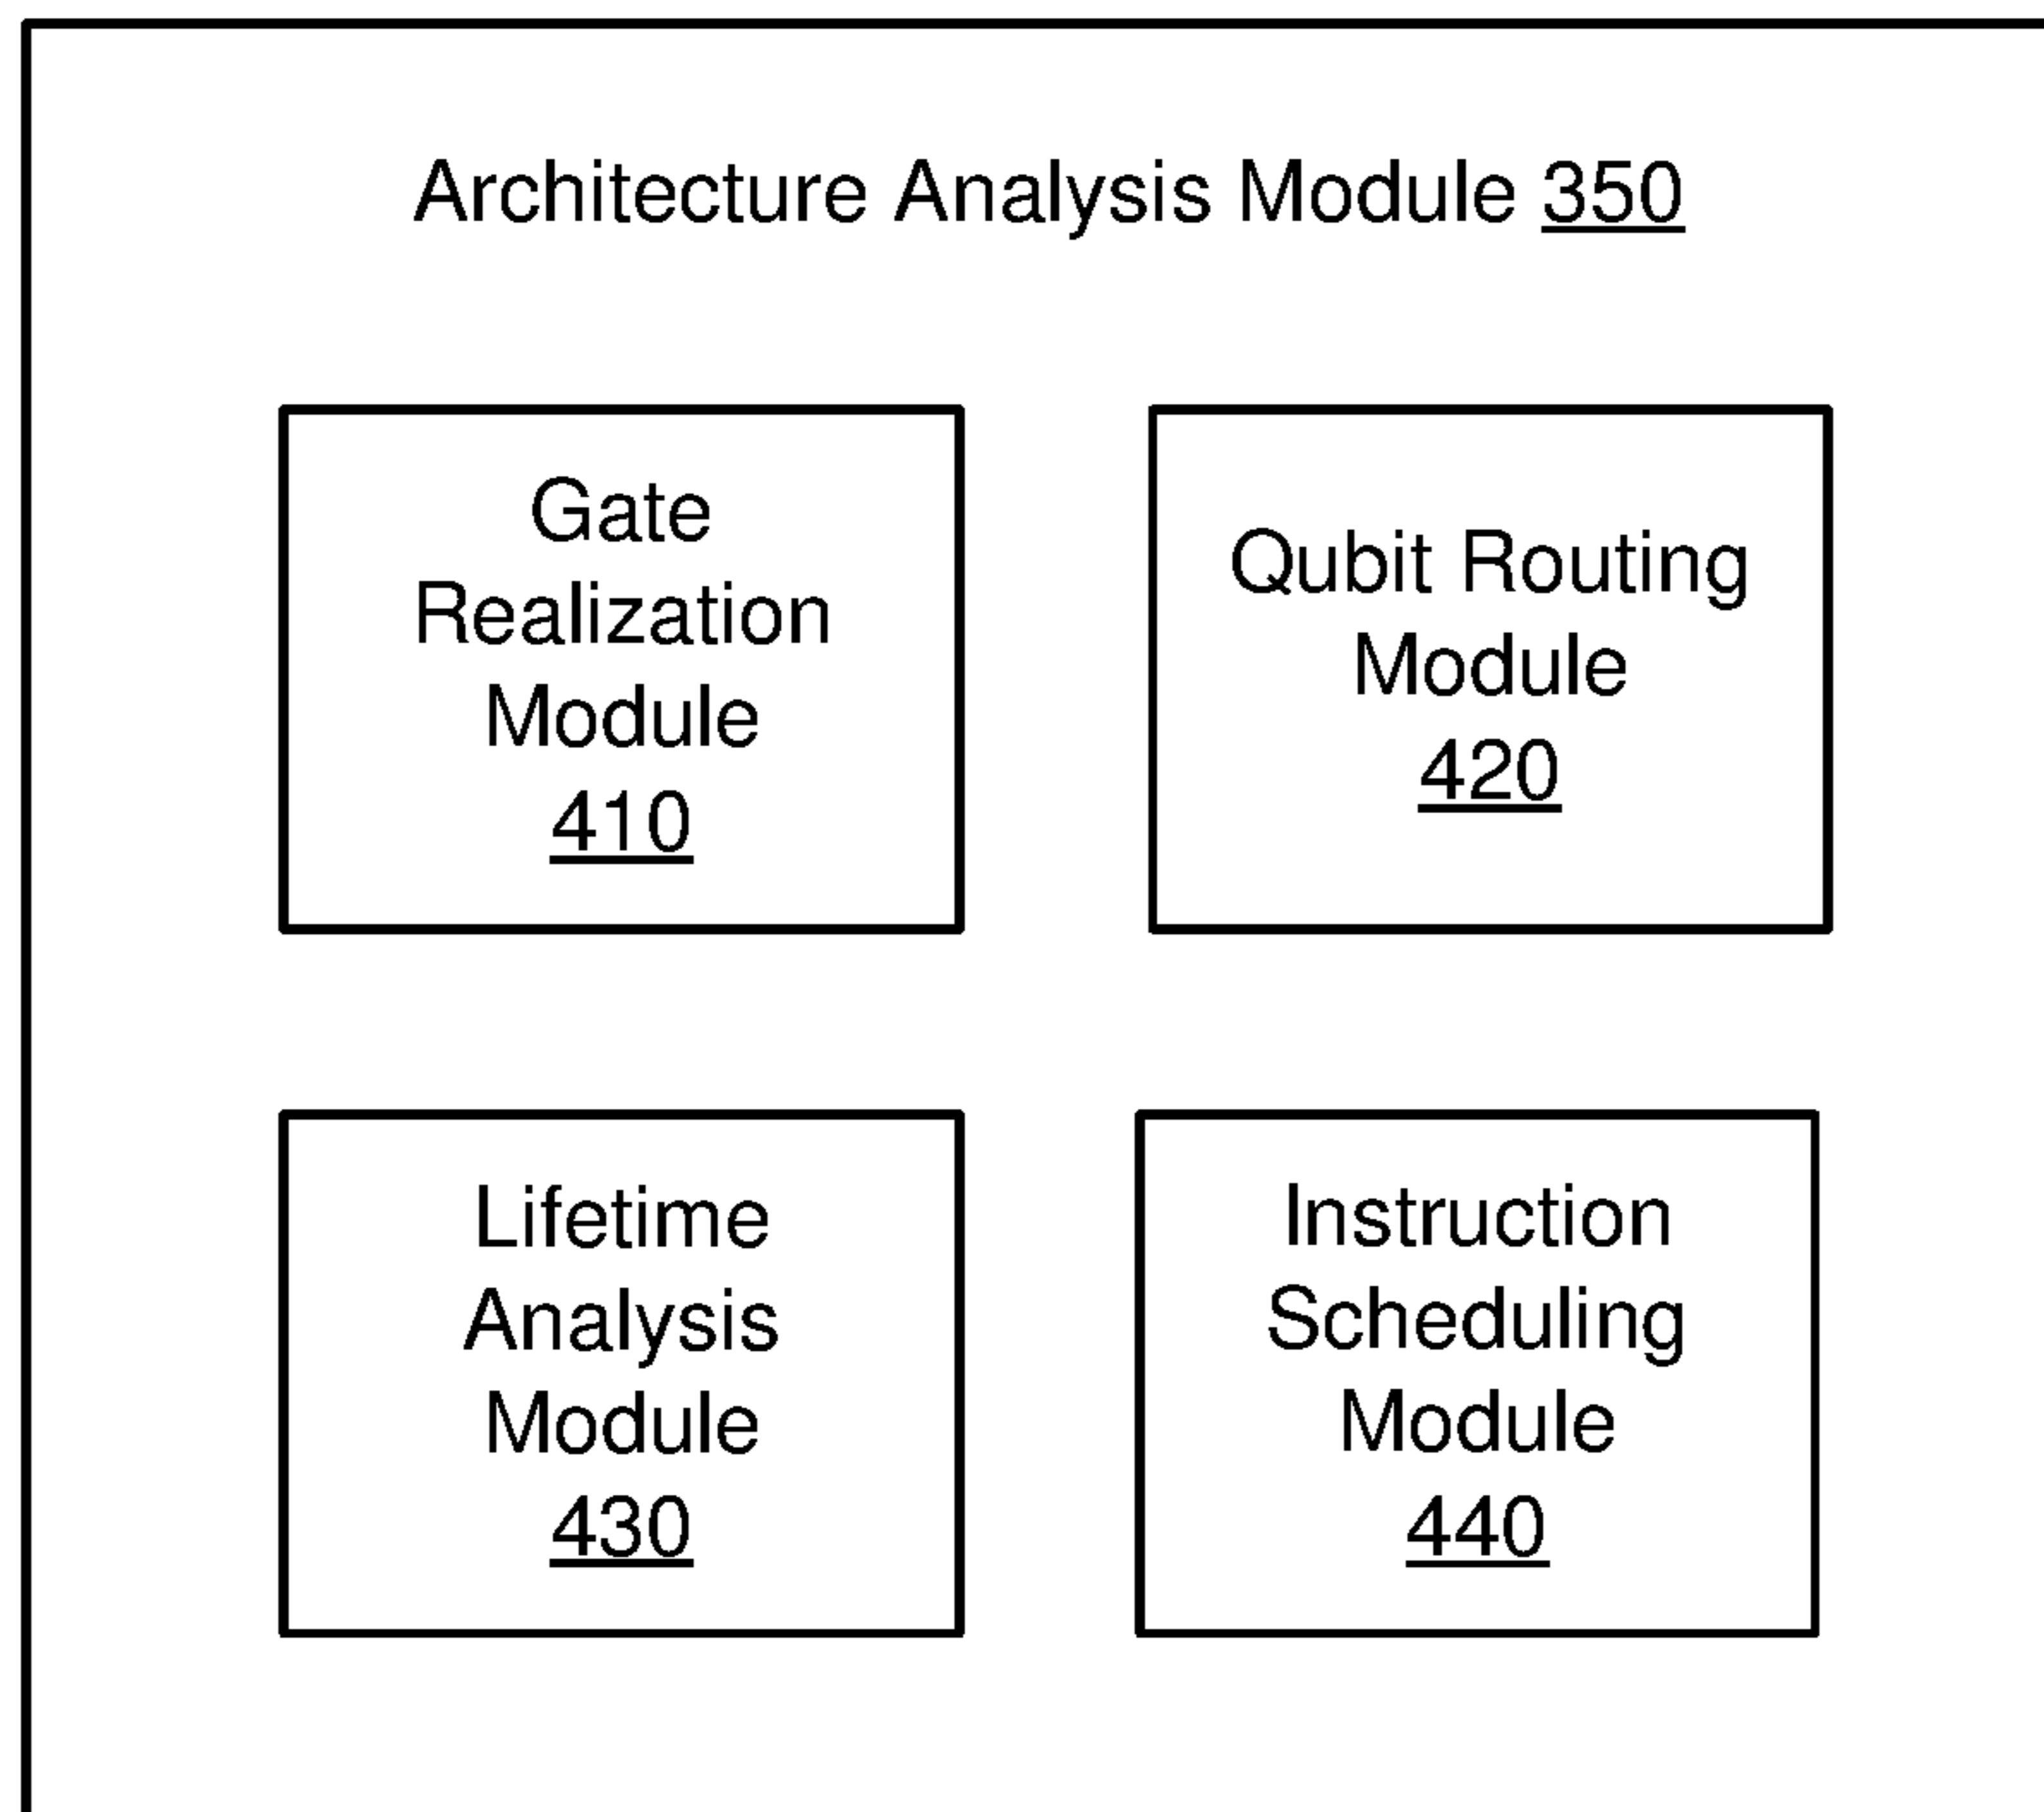 Architecture Analysis Module 350
Gate
Realization
Module
410
Qubit Routing
Module
420
Lifetime
Analysis
Module
430
Instruction
Scheduling
Module
440